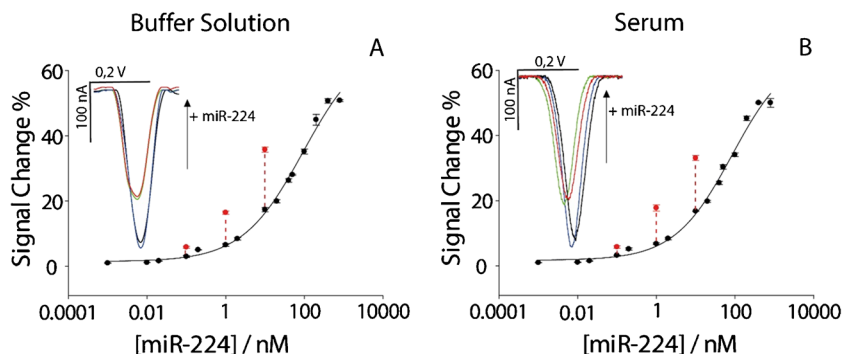 Buffer Solution
A
0,2 V
100 nA
+ miR-224
Signal Change %
60
40
20
0
0.0001
0.01
1
100
10000
[miR-224] / nM
Serum
B
0,2 V
100 nA
+ miR-224
Signal Change %
60
40
20
0
0.0001
0.01
1
100
10000
[miR-224] / nM